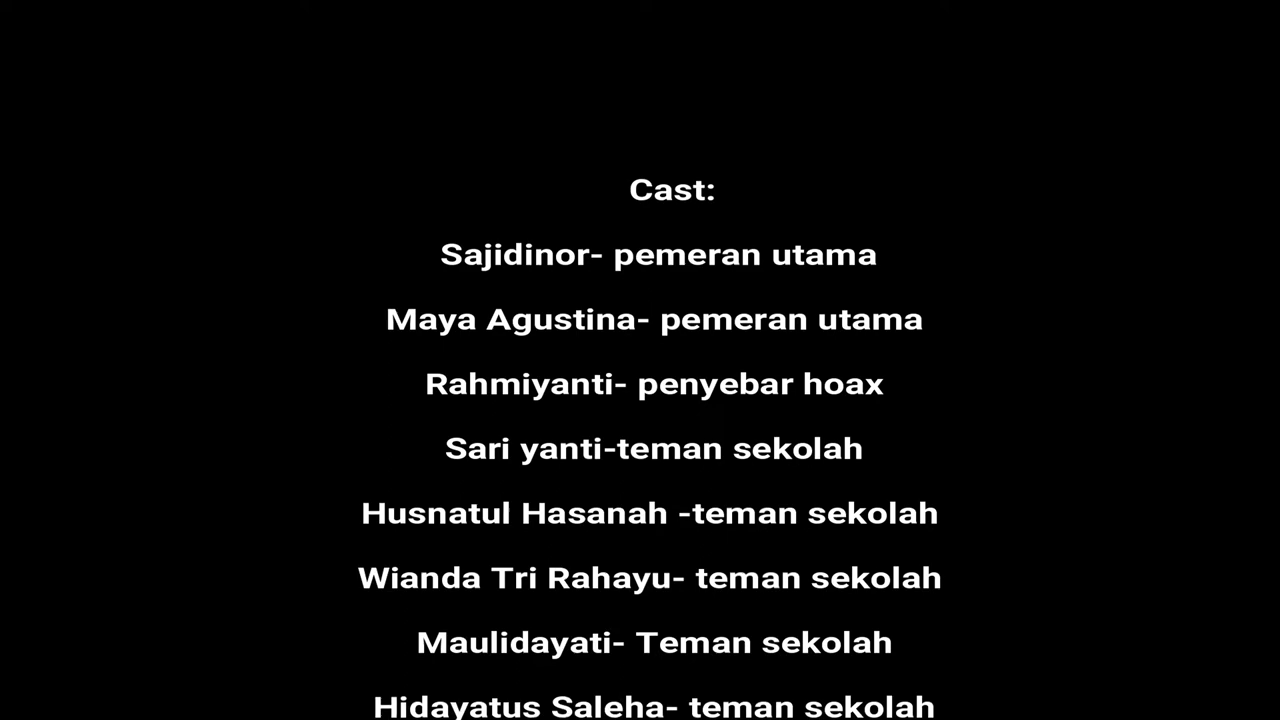 Cast:
Sajidinor- pemeran utama
Maya Agustina- pemeran utama
Rahmiyanti- penyebar hoax
Sari yanti-teman sekolah
Husnatul Hasanah -teman sekolah
Wianda Tri Rahayu- teman sekolah
Maulidayati- Teman sekolah
Hidayatus Saleha- teman sekolah